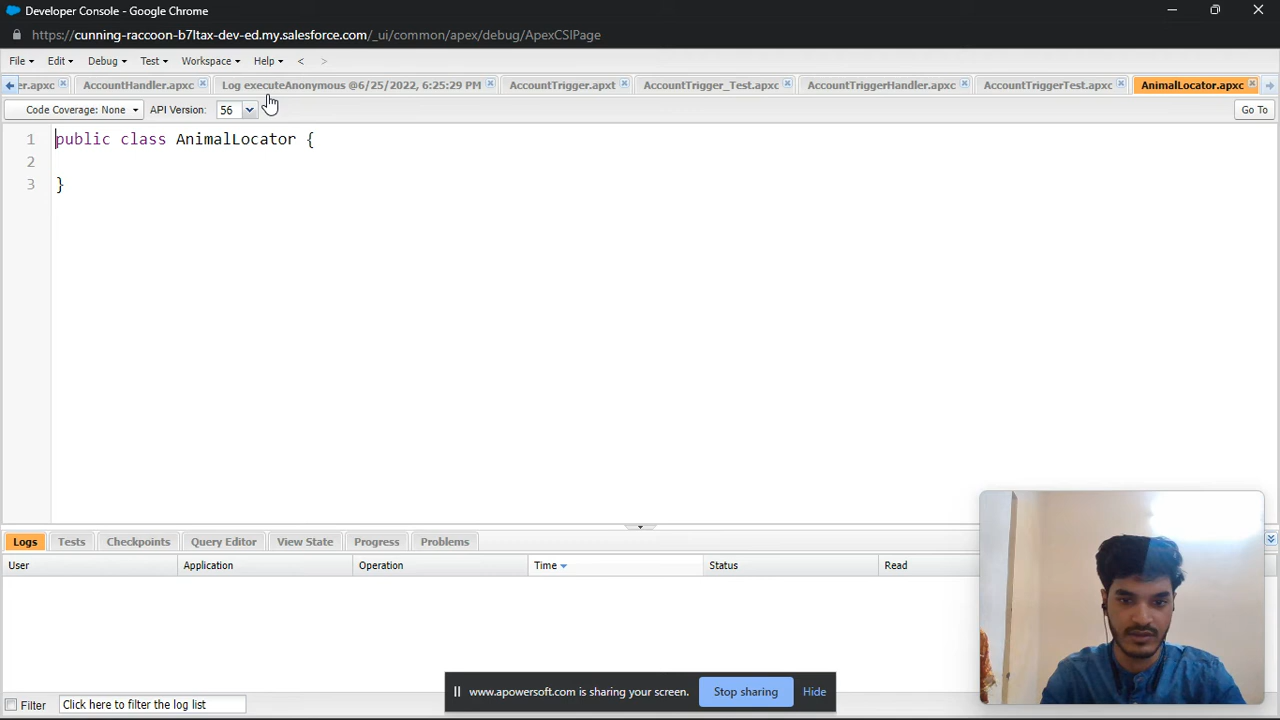 Developer Console - Google Chrome
https://cunning-raccoon-b7ltax-dev-ed.my.salesforce.com/_ui/common/apex/debug/ApexCSIPage
File Edit Debug Test Workspace Help < >
er.apxc AccountHandler.apxc Log executeAnonymous @6/25/2022, 6:25:29 PM AccountTrigger.apxt AccountTrigger_Test.apxc AccountTriggerHandler.apxc AccountTriggerTest.apxc AnimalLocator.apxc
Code Coverage: None API Version: 56 Go To
1 public class AnimalLocator {
2
3 }
Logs Tests Checkpoints Query Editor View State Progress Problems
User Application Operation Time Status Read
www.apowersoft.com is sharing your screen. Stop sharing Hide
Filter Click here to filter the log list